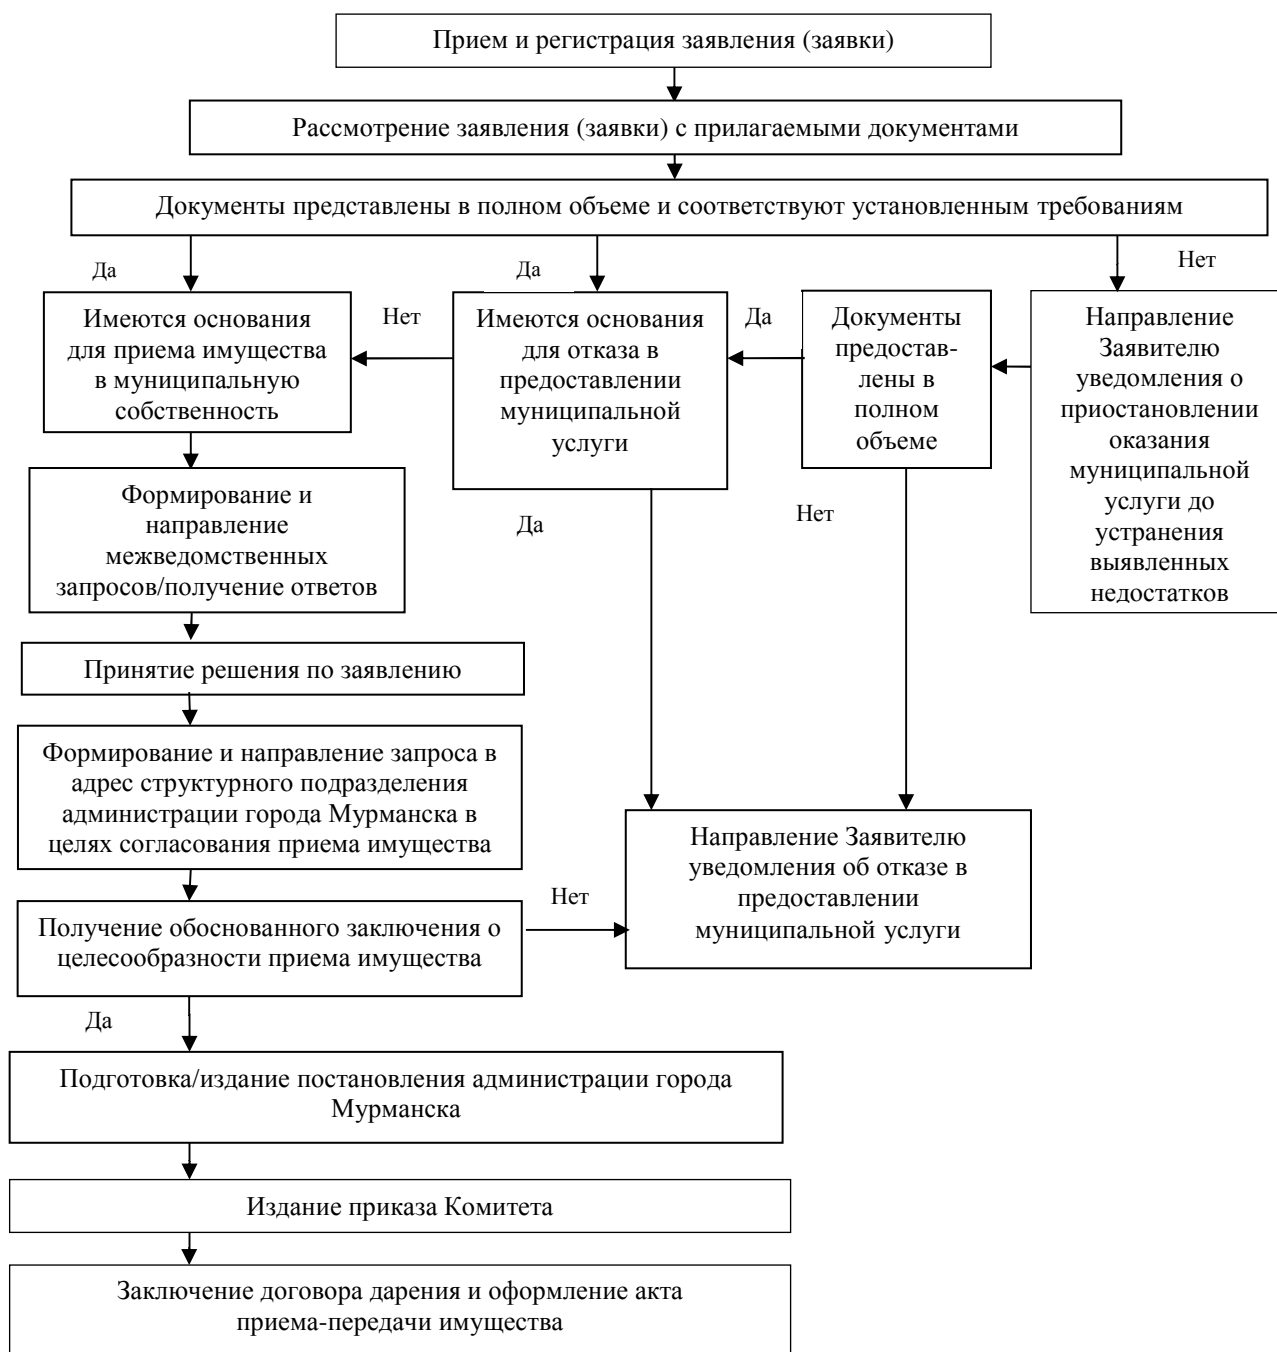 Прием и регистрация заявления (заявки)
Рассмотрение заявления (заявки) с прилагаемыми документами
Документы представлены в полном объеме и соответствуют установленным требованиям
Да
Да
Нет
Имеются основания
для приема имущества
в муниципальную
собственность
Нет
Имеются основания
для отказа в
предоставлении
муниципальной
услуги
Да
Документы
предостав-
лены в
полном
объеме
Направление
Заявителю
уведомления о
приостановлении
оказания
муниципальной
услуги до
устранения
выявленных
недостатков
Формирование и
направление
межведомственных
запросов/получение ответов
Да
Нет
Принятие решения по заявлению
Формирование и направление запроса в
адрес структурного подразделения
администрации города Мурманска в
целях согласования приема имущества
Направление Заявителю
уведомления об отказе в
предоставлении
муниципальной услуги
Нет
Получение обоснованного заключения о
целесообразности приема имущества
Да
Подготовка/издание постановления администрации города
Мурманска
Издание приказа Комитета
Заключение договора дарения и оформление акта
приема-передачи имущества